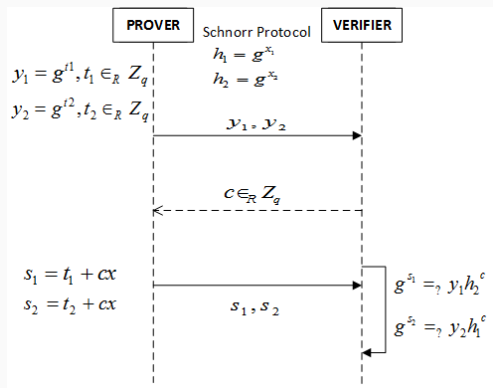 PROVER
Schnorr Protocol
VERIFIER
h₁ = g^{x₁}
h₂ = g^{x₂}
y₁ = g^{t1}, t₁ ∈_R Z_q
y₂ = g^{t2}, t₂ ∈_R Z_q
y₁, y₂
c ∈_R Z_q
s₁ = t₁ + cx
s₂ = t₂ + cx
s₁, s₂
g^{s₁} =_? y₁h₂^c
g^{s₂} =_? y₂h₁^c